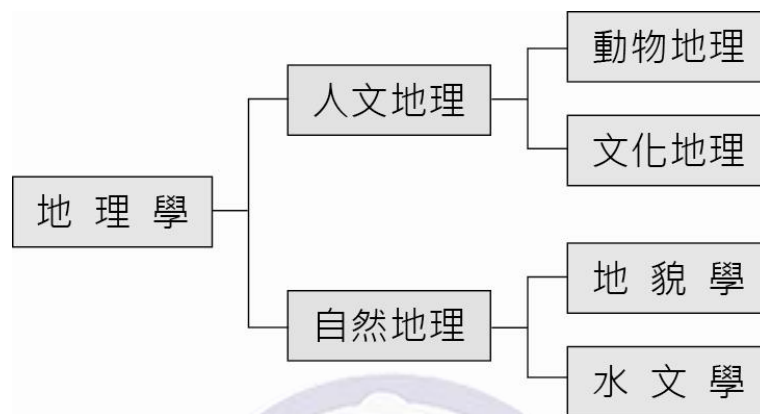 地理學
人文地理
動物地理
文化地理
自然地理
地貌學
水文學